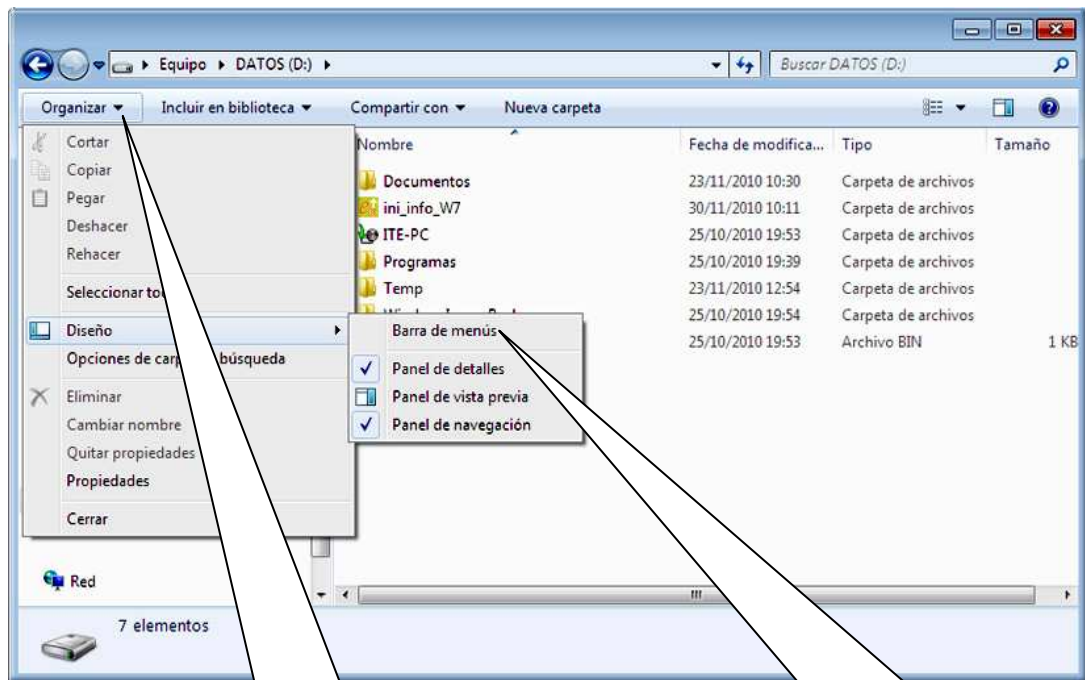 Equipo DATOS (D:)
Buscar DATOS (D:)
Organizar Incluir en biblioteca Compartir con Nueva carpeta
Cortar
Copiar
Pegar
Deshacer
Rehacer
Seleccionar
Diseño
Opciones de búsqueda
Eliminar
Cambiar nombre
Quitar propiedades
Propiedades
Cerrar
Barra de menús
Panel de detalles
Panel de vista previa
Panel de navegación
Nombre Fecha de modifica... Tipo Tamaño
Documentos 23/11/2010 10:30 Carpeta de archivos
ini_info_W7 30/11/2010 10:11 Carpeta de archivos
ITE-PC 25/10/2010 19:53 Carpeta de archivos
Programas 25/10/2010 19:39 Carpeta de archivos
Temp 23/11/2010 12:54 Carpeta de archivos
25/10/2010 19:54 Carpeta de archivos
25/10/2010 19:53 Archivo BIN 1 KB
Red
7 elementos